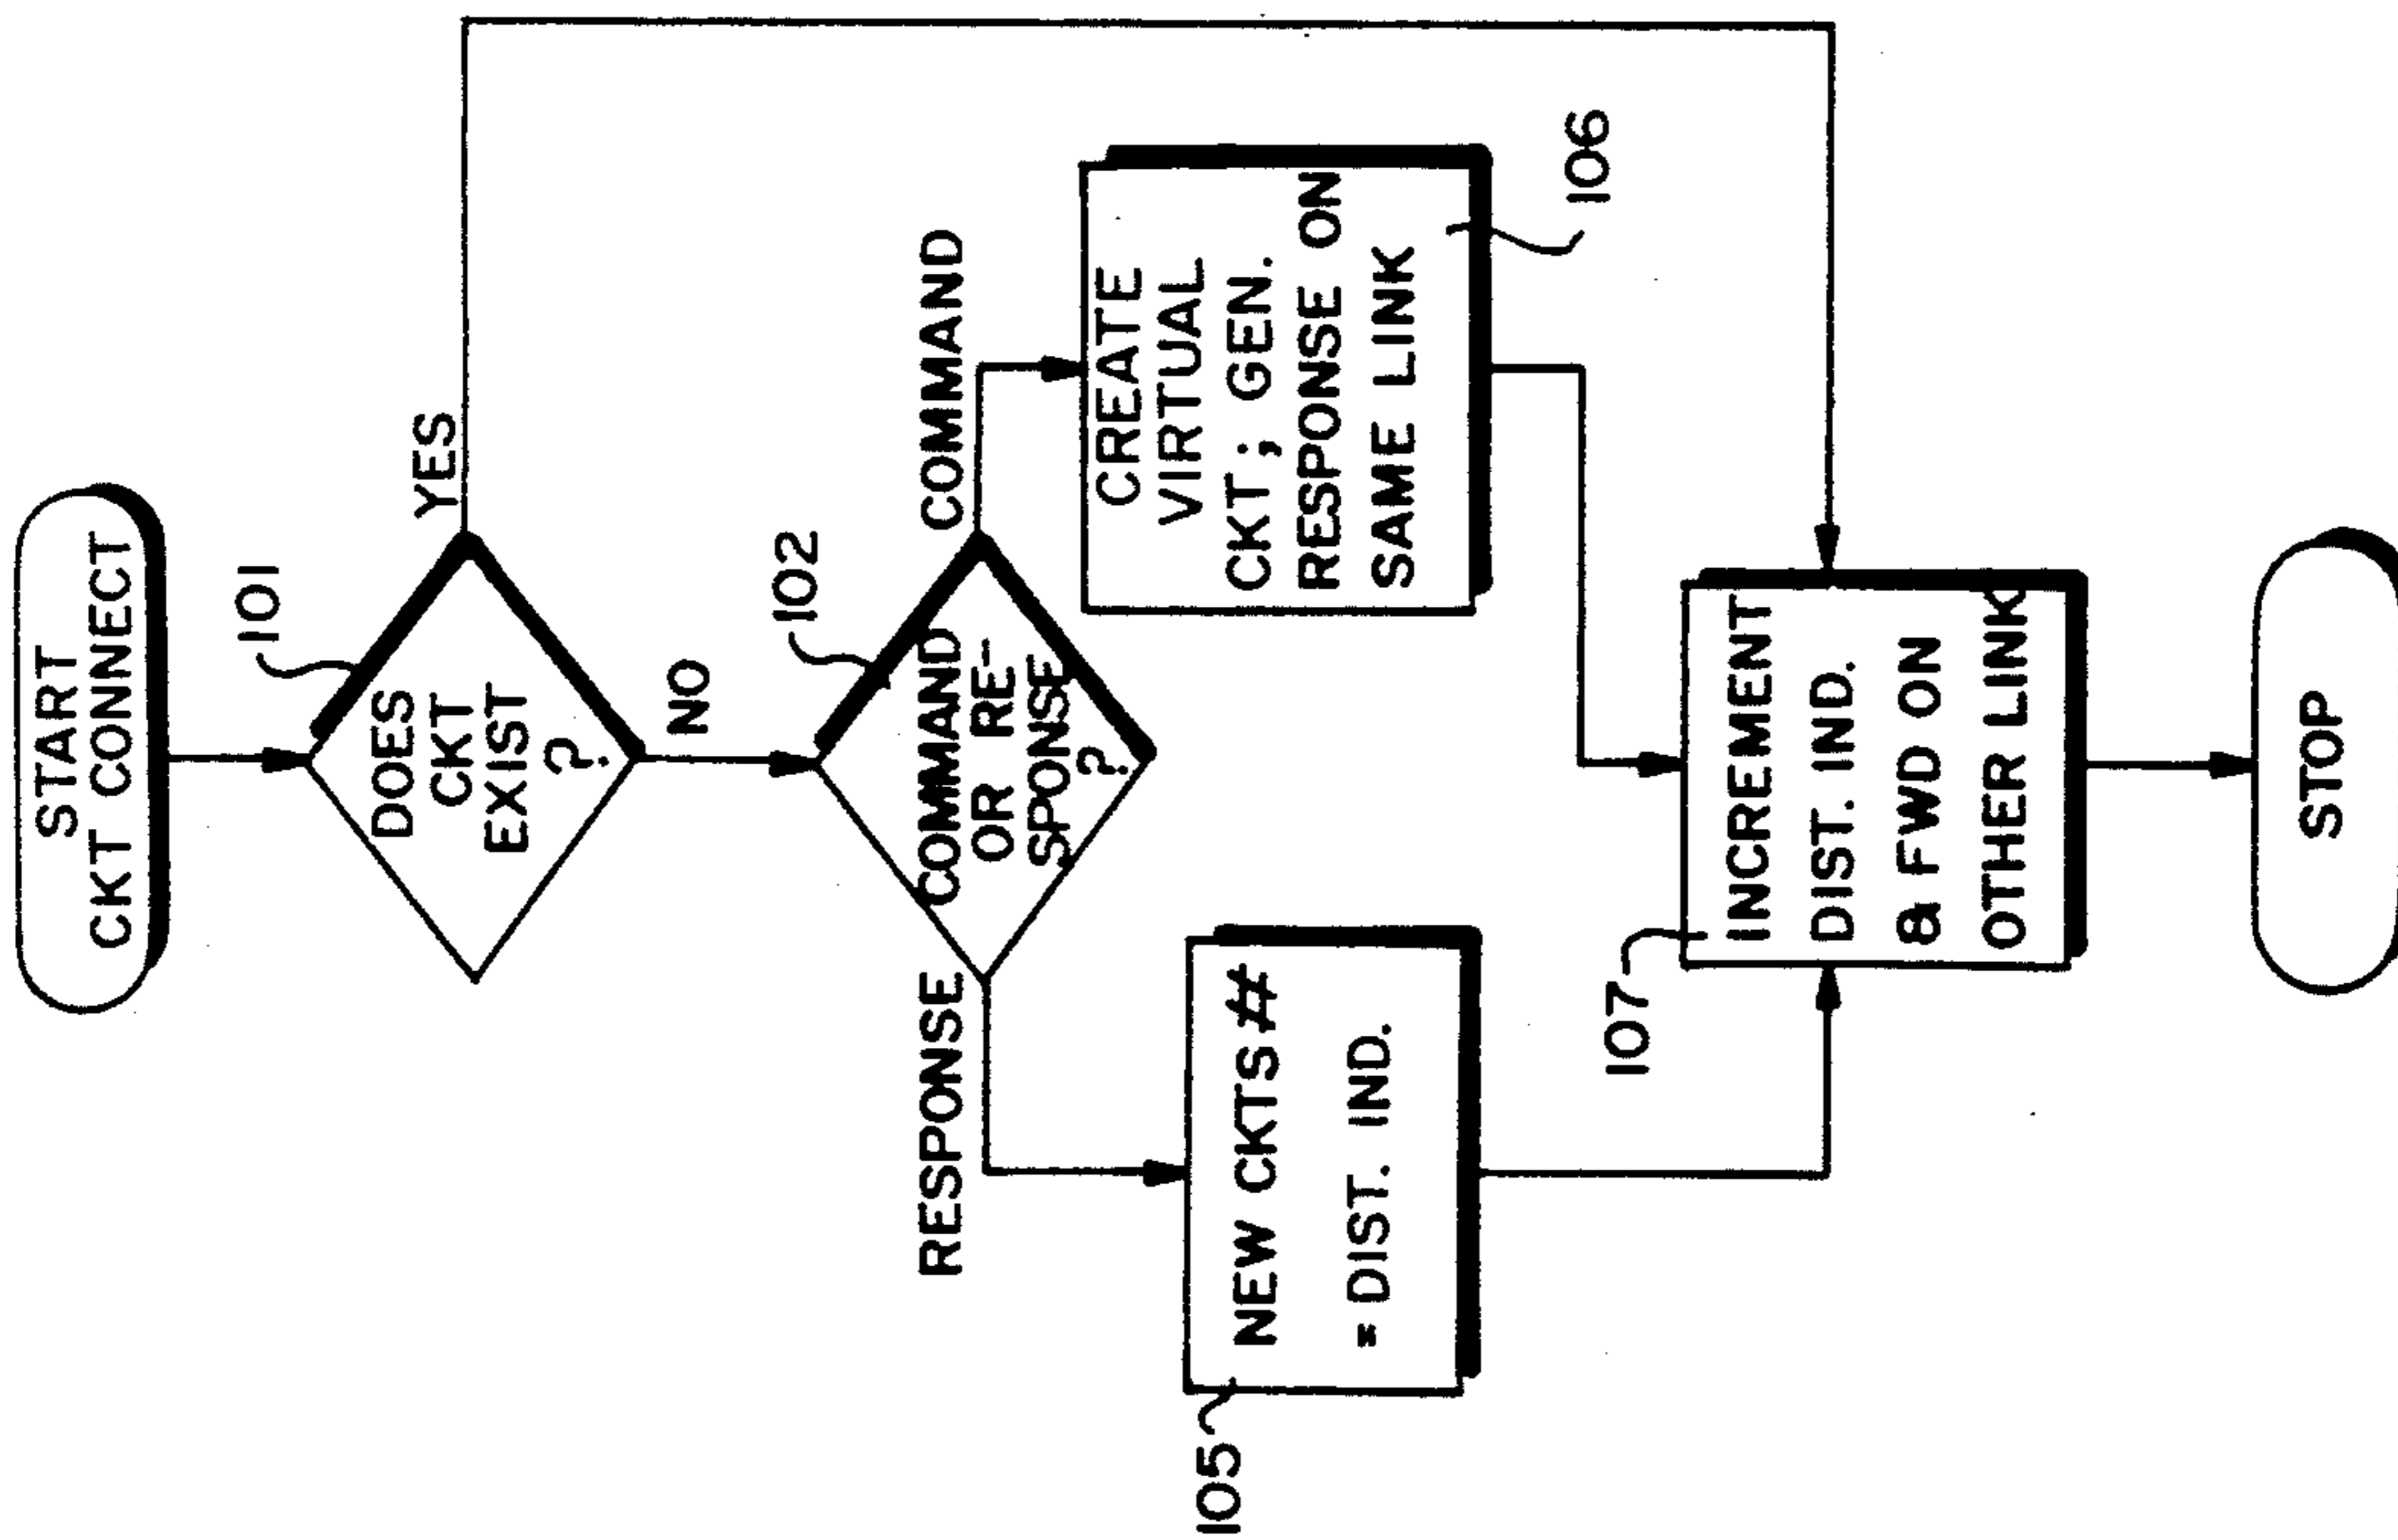 START
CKT CONNECT
101
DOES
CKT
EXIST
?
YES
NO
102
COMMAND
OR RE-
SPONSE
?
RESPONSE
COMMAND
105
NEW CKTS #
= DIST. IND.
CREATE
VIRTUAL
CKT; GEN.
RESPONSE ON
SAME LINK
106
107
INCREMENT
DIST. IND.
& FWD ON
OTHER LINK
STOP